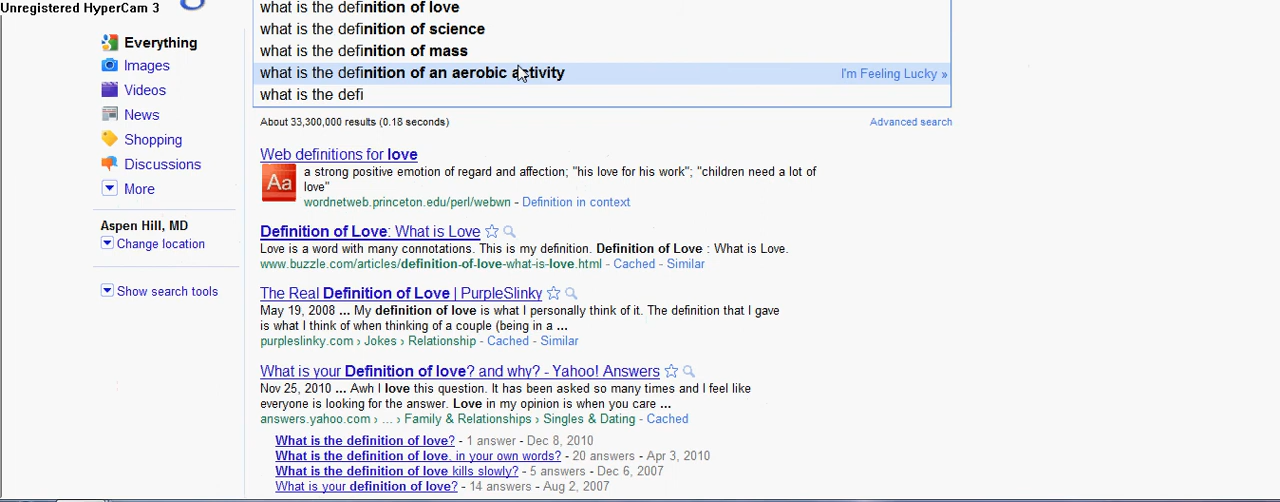 Unregistered HyperCam 3
what is the definition of love
what is the definition of science
what is the definition of mass
what is the definition of an aerobic activity
I'm Feeling Lucky »
what is the defi
About 33,300,000 results (0.18 seconds)
Advanced search
Everything
Images
Videos
News
Shopping
Discussions
More
Aspen Hill, MD
Change location
Show search tools
Web definitions for love
Aa
a strong positive emotion of regard and affection; "his love for his work"; "children need a lot of
love"
wordnetweb.princeton.edu/perl/webwn - Definition in context
Definition of Love: What is Love
Love is a word with many connotations. This is my definition. Definition of Love : What is Love.
www.buzzle.com/articles/definition-of-love-what-is-love.html - Cached - Similar
The Real Definition of Love | PurpleSlinky
May 19, 2008 ... My definition of love is what I personally think of it. The definition that I gave
is what I think of when thinking of a couple (being in a ...
purpleslinky.com › Jokes › Relationship - Cached - Similar
What is your Definition of love? and why? - Yahoo! Answers
Nov 25, 2010 ... Awh I love this question. It has been asked so many times and I feel like
everyone is looking for the answer. Love in my opinion is when you care ...
answers.yahoo.com › ... › Family & Relationships › Singles & Dating - Cached
What is the definition of love? - 1 answer - Dec 8, 2010
What is the definition of love, in your own words? - 20 answers - Apr 3, 2010
What is the definition of love kills slowly? - 5 answers - Dec 6, 2007
What is your definition of love? - 14 answers - Aug 2, 2007